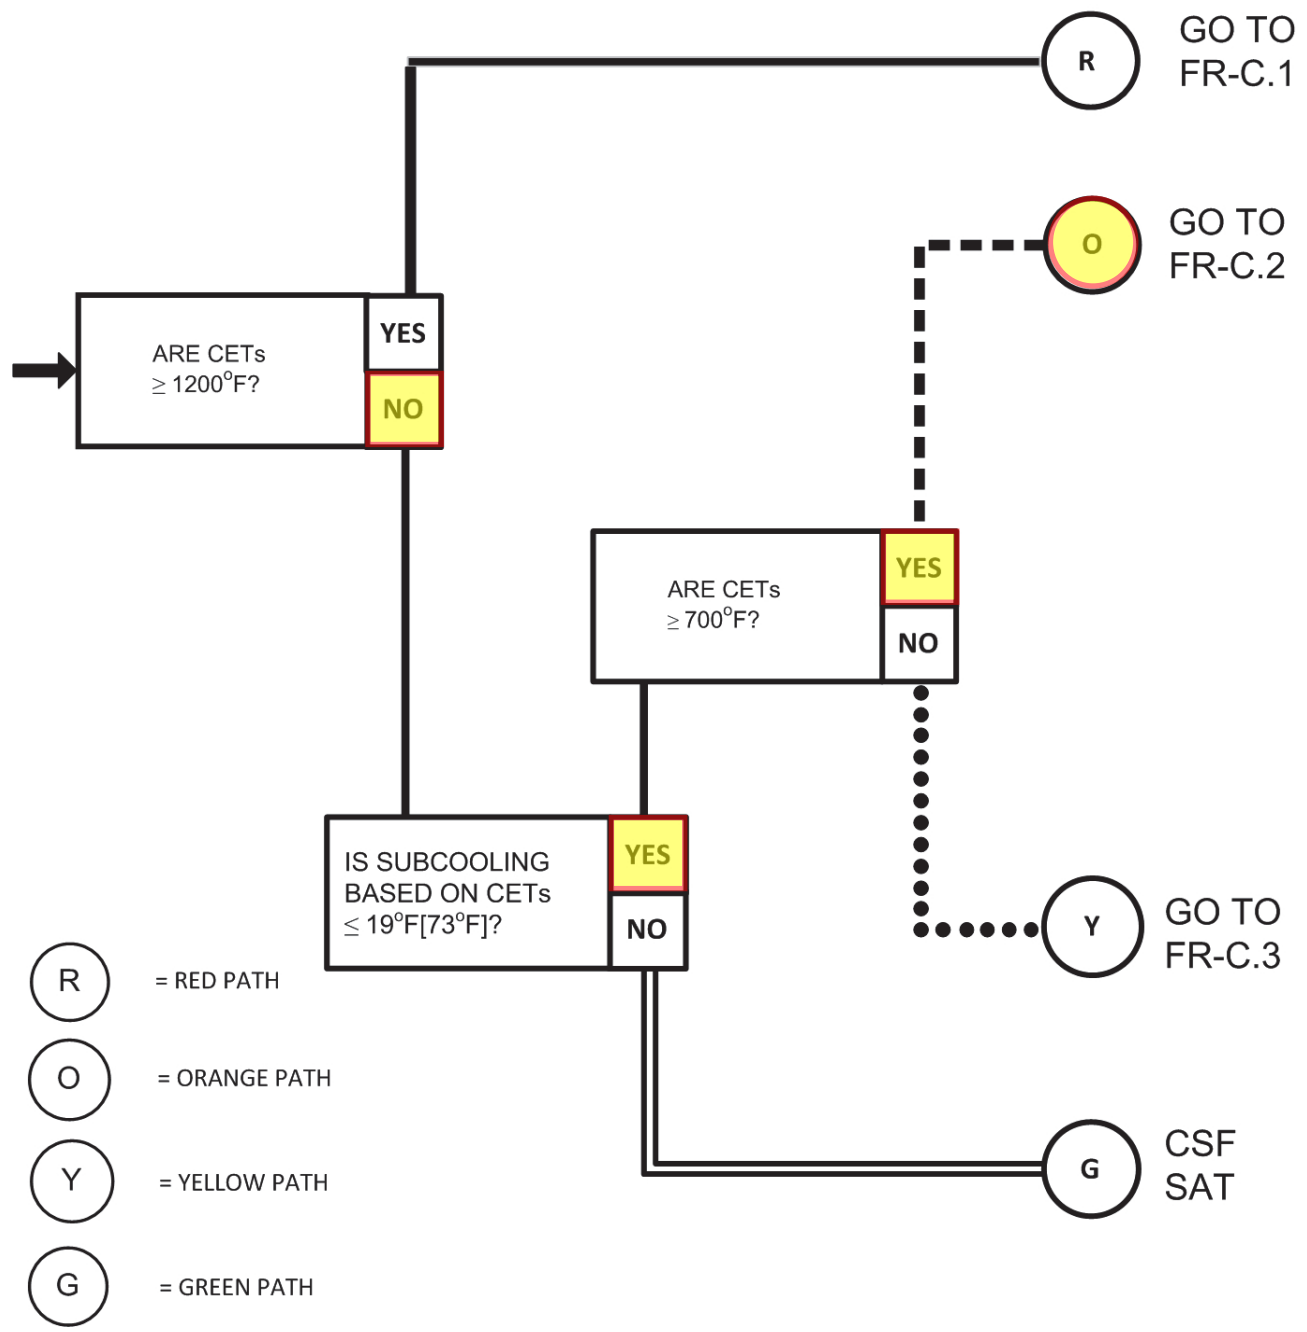 R
GO TO
FR-C.1
O
GO TO
FR-C.2
ARE CETs
≥ 1200°F?
YES
NO
ARE CETs
≥ 700°F?
YES
NO
IS SUBCOOLING
BASED ON CETs
≤ 19°F[73°F]?
YES
NO
Y
GO TO
FR-C.3
R = RED PATH
O = ORANGE PATH
Y = YELLOW PATH
G = GREEN PATH
G
CSF
SAT